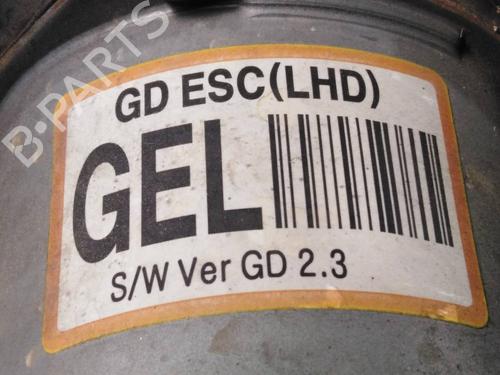 GD ESC(LHD)
GEL
S/W Ver GD 2.3
B-PARTS